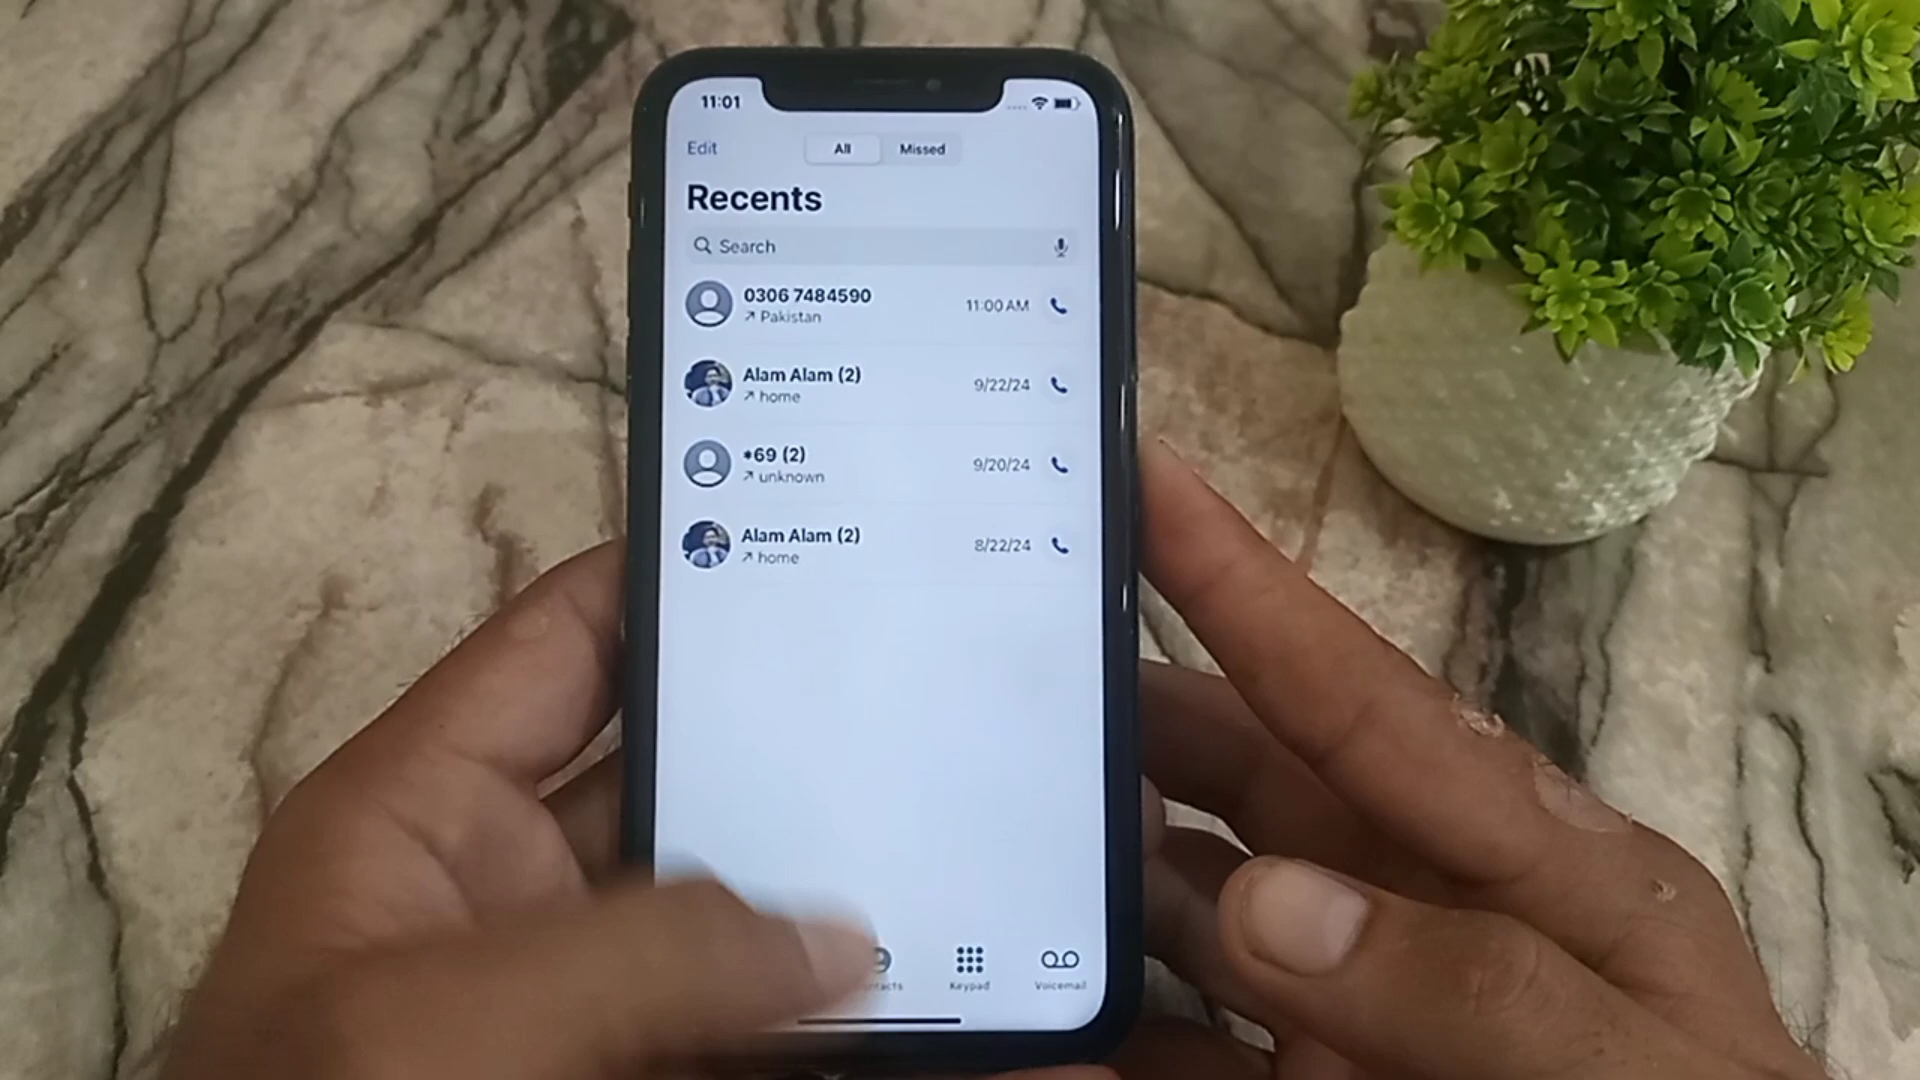 11:01
Edit
All
Missed
Recents
Search
0306 7484590
11:00 AM
↗ Pakistan
Alam Alam (2)
9/22/24
↗ home
*69 (2)
9/20/24
↗ unknown
Alam Alam (2)
8/22/24
↗ home
Keypad
Voicemail